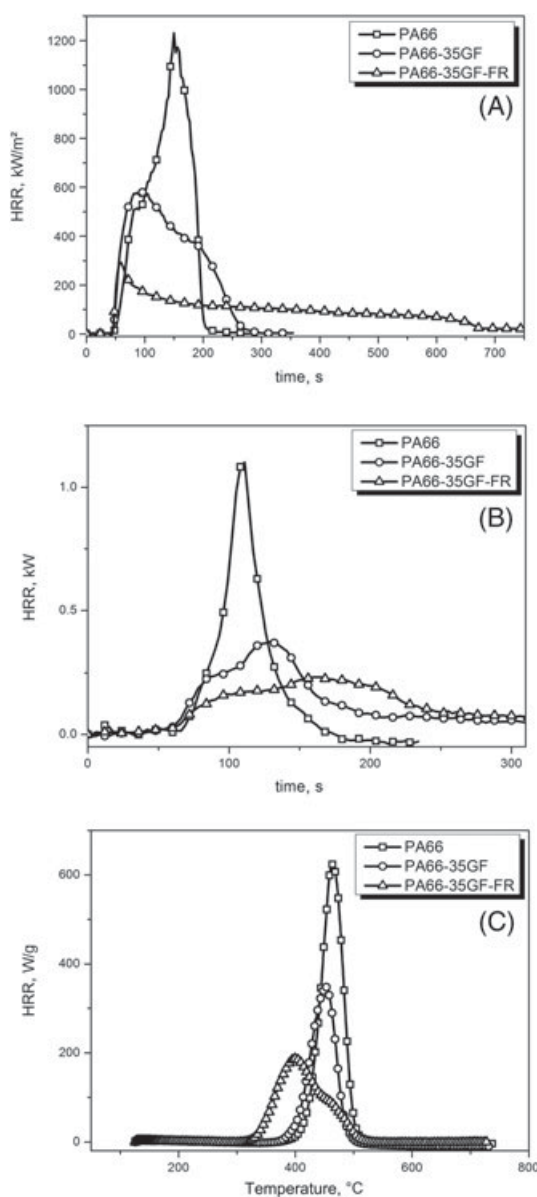 PA66
PA66-35GF
PA66-35GF-FR
(A)
1200
1000
800
600
400
200
0
HRR, kW/m²
0 100 200 300 400 500 600 700
time, s
PA66
PA66-35GF
PA66-35GF-FR
(B)
1.0
0.5
0.0
HRR, kW
0 100 200 300
time, s
PA66
PA66-35GF
PA66-35GF-FR
(C)
600
400
200
0
HRR, W/g
200 400 600 800
Temperature, °C